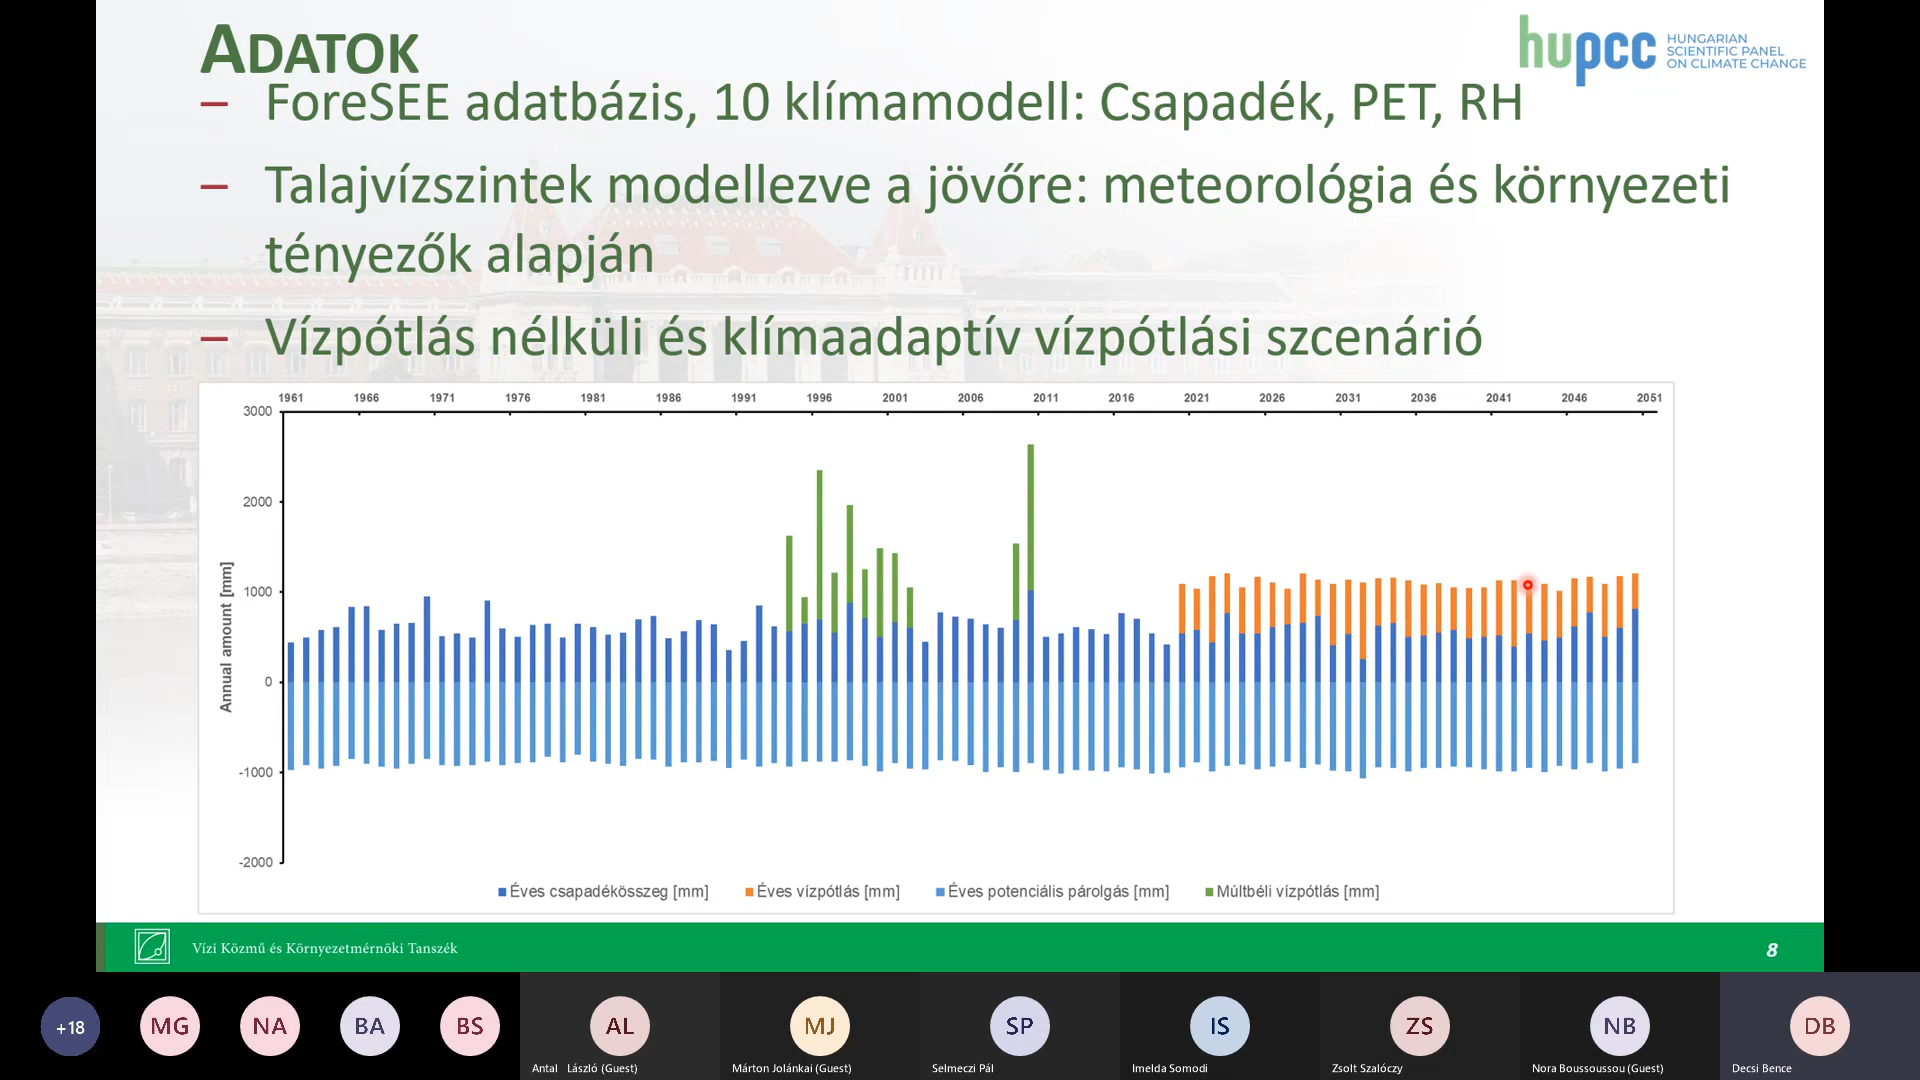 ADATOK
hupcc
HUNGARIAN
SCIENTIFIC PANEL
ON CLIMATE CHANGE
– ForeSEE adatbázis, 10 klímamodell: Csapadék, PET, RH
– Talajvízszintek modellezve a jövőre: meteorológia és környezeti
tényezők alapján
– Vízpótlás nélküli és klímaadaptív vízpótlási szcenárió
1961 1966 1971 1976 1981 1986 1991 1996 2001 2006 2011 2016 2021 2026 2031 2036 2041 2046 2051
3000
2000
1000
0
-1000
-2000
Annual amount [mm]
Éves csapadékösszeg [mm] Éves vízpótlás [mm] Éves potenciális párolgás [mm] Múltbéli vízpótlás [mm]
Vízi Közmű és Környezetmérnöki Tanszék
8
+18 MG NA BA BS AL MJ SP IS ZS NB DB
Antal László (Guest) Márton Jolánkai (Guest) Selmeczi Pál Imelda Somodi Zsolt Szalóczy Nora Boussoussou (Guest) Decsi Bence